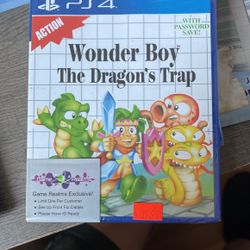 PS4
ACTION
WITH
PASSWORD
SAVE!
Wonder Boy
The Dragon's Trap
Game Realms Exclusive!
• Limit One Per Customer
• See Up Front For Details
• Please Have ID Ready